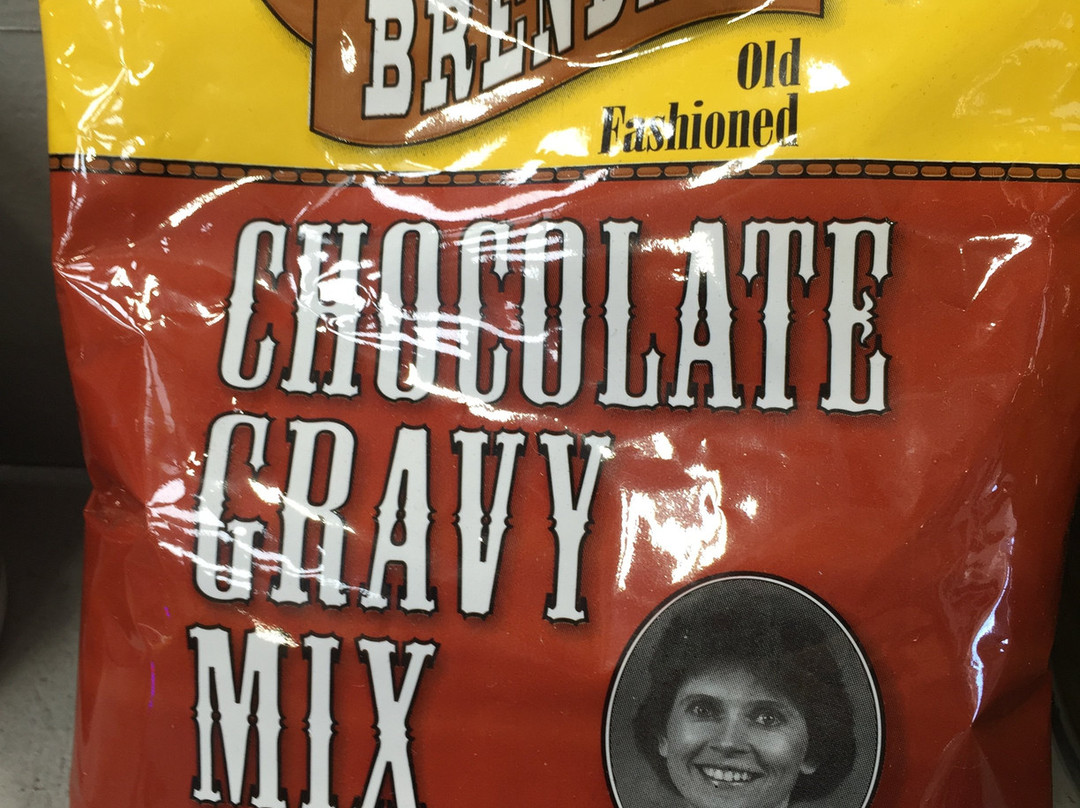 Old
Fashioned
CHOCOLATE
GRAVY
MIX